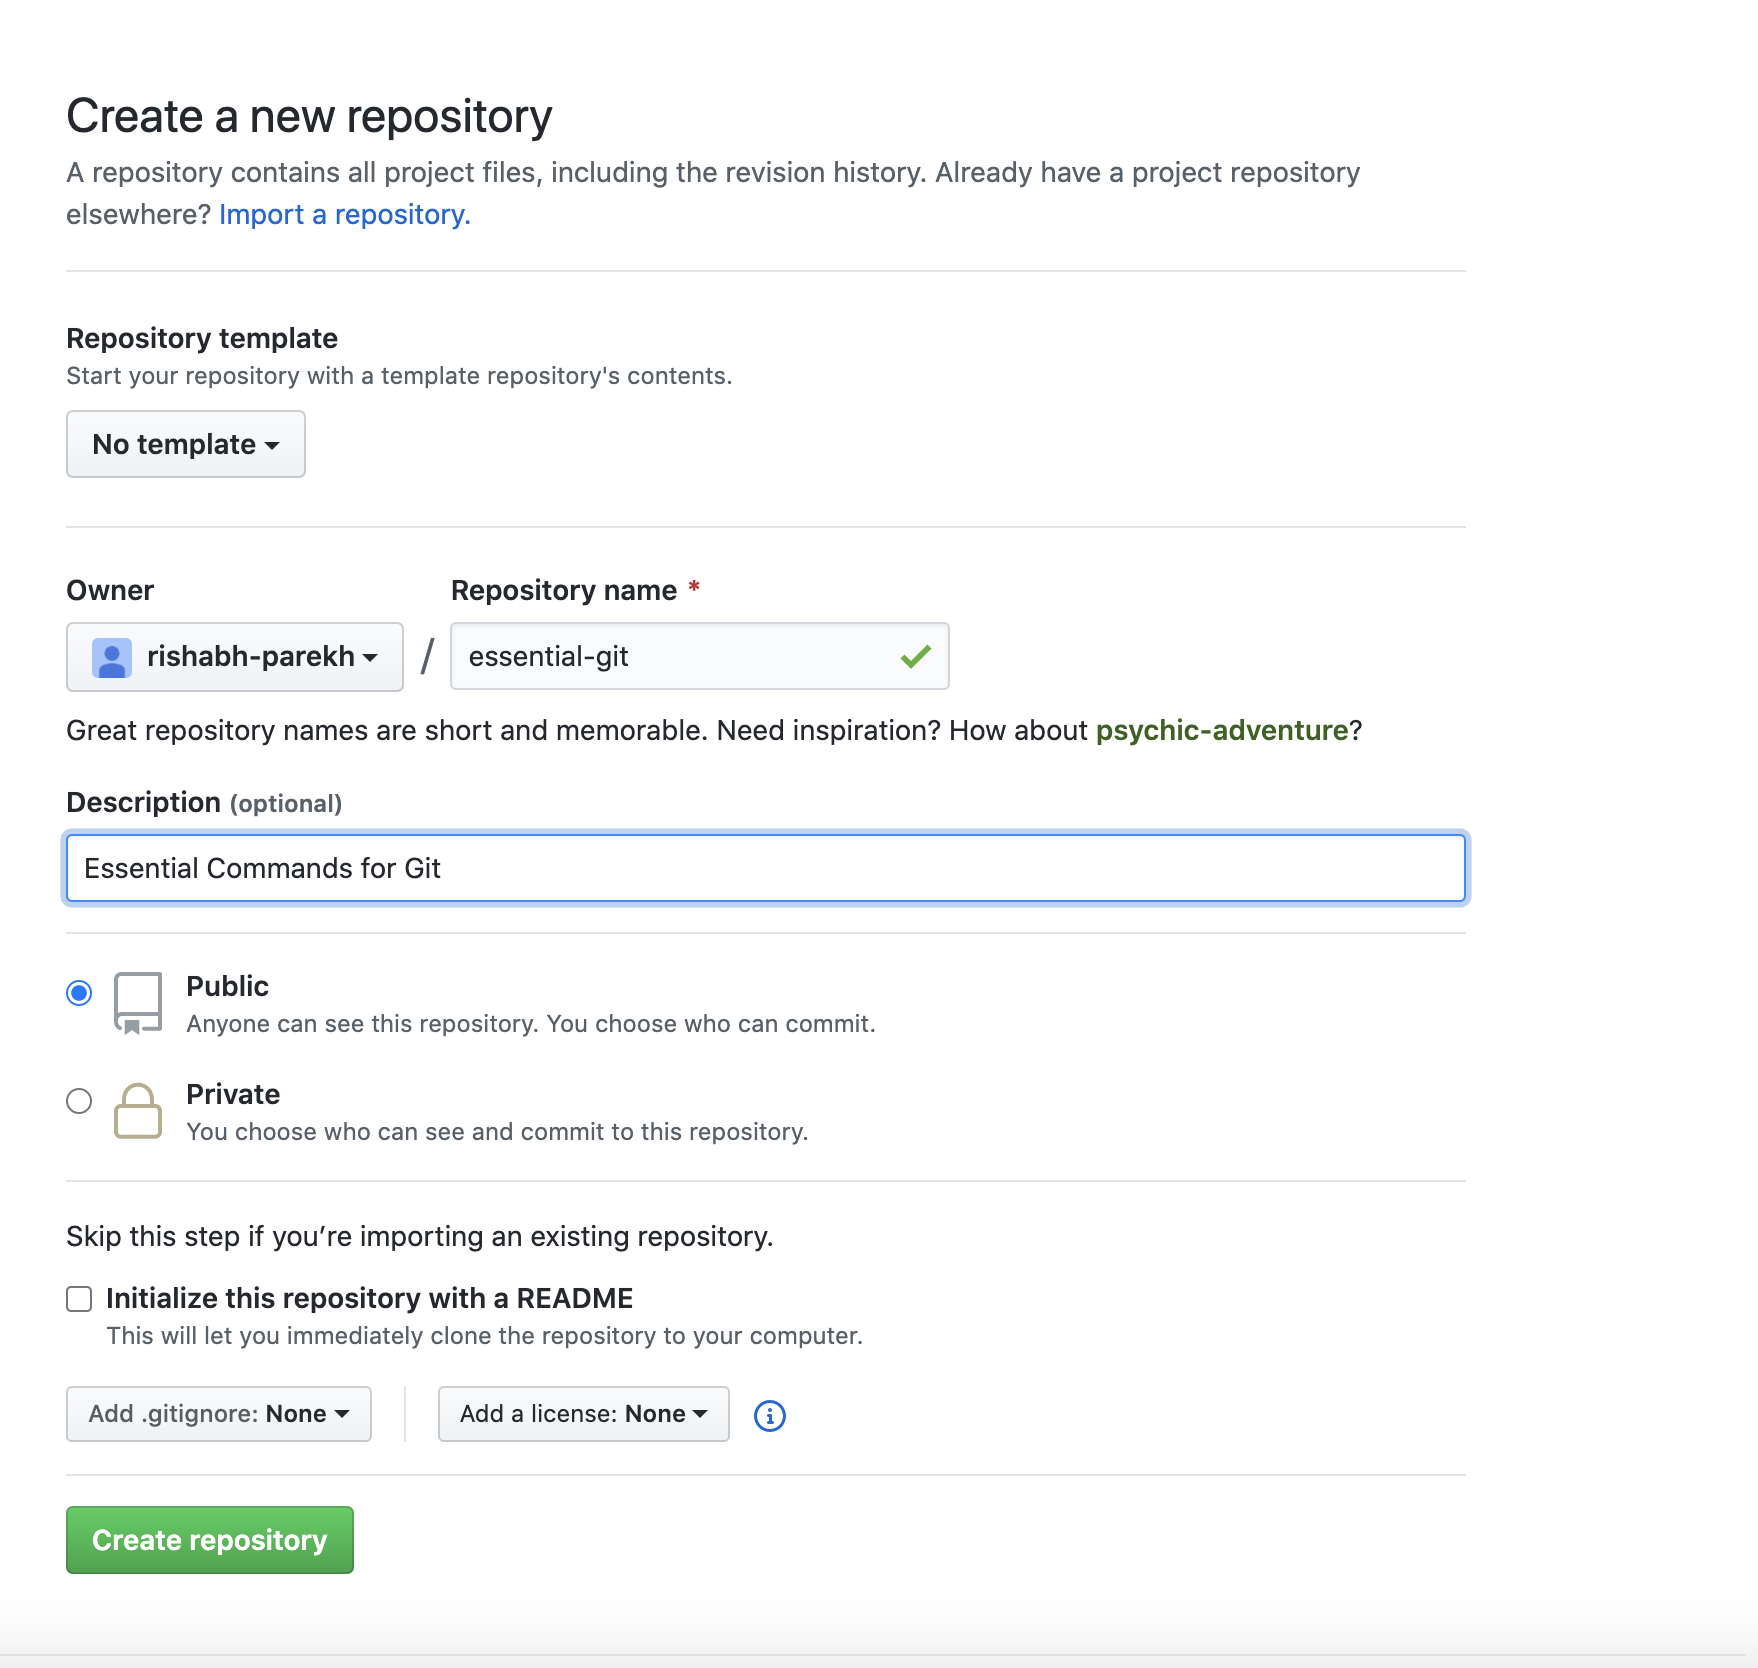 Create a new repository
A repository contains all project files, including the revision history. Already have a project repository
elsewhere? Import a repository.
Repository template
Start your repository with a template repository's contents.
No template
Owner Repository name *
rishabh-parekh / essential-git
Great repository names are short and memorable. Need inspiration? How about psychic-adventure?
Description (optional)
Essential Commands for Git
Public
Anyone can see this repository. You choose who can commit.
Private
You choose who can see and commit to this repository.
Skip this step if you’re importing an existing repository.
Initialize this repository with a README
This will let you immediately clone the repository to your computer.
Add .gitignore: None Add a license: None
Create repository